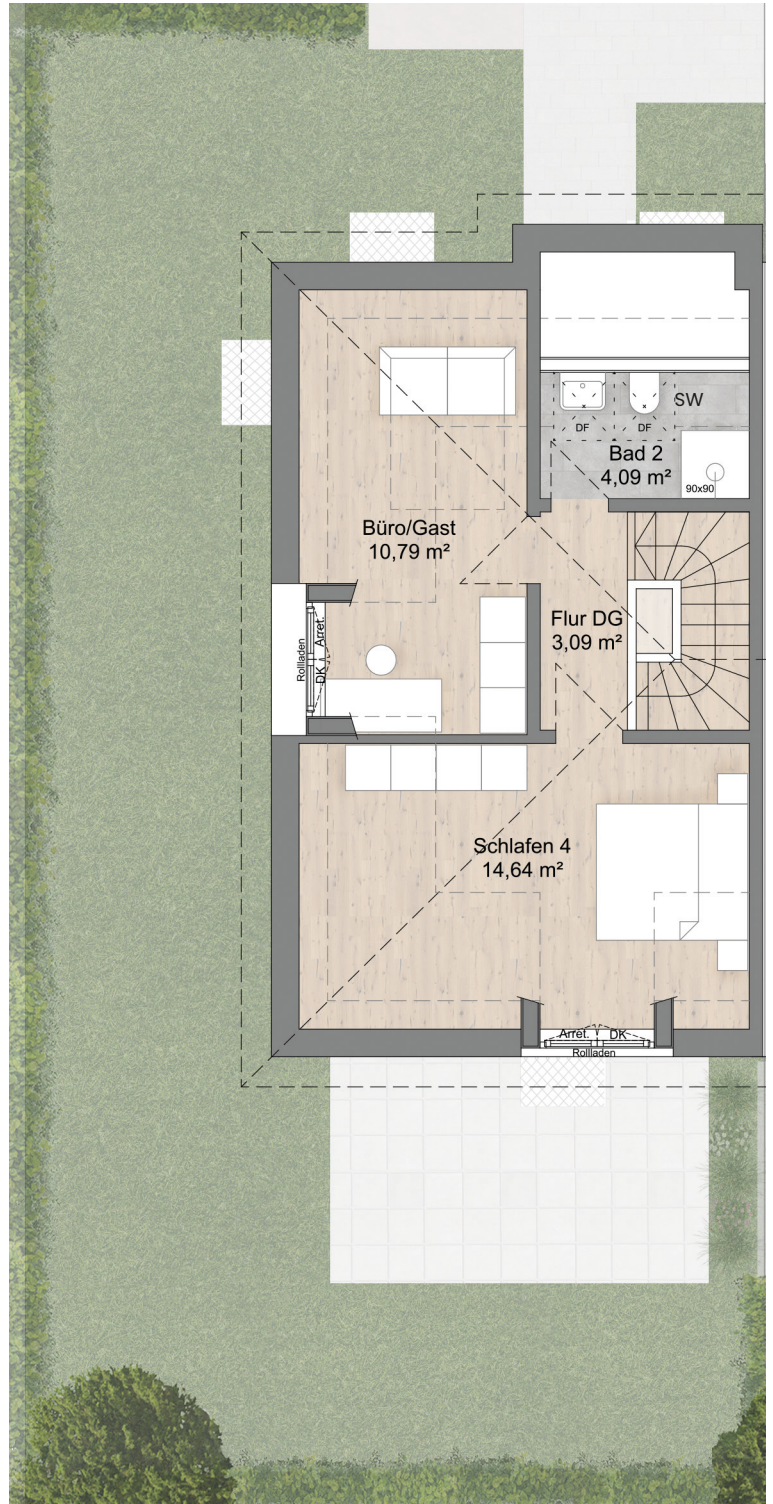 SW
DF
DF
Bad 2
4,09 m²
90x90
Büro/Gast
10,79 m²
Flur DG
3,09 m²
Rollladen
DK
Arret.
Schlafen 4
14,64 m²
Arret.
DK
Rollladen